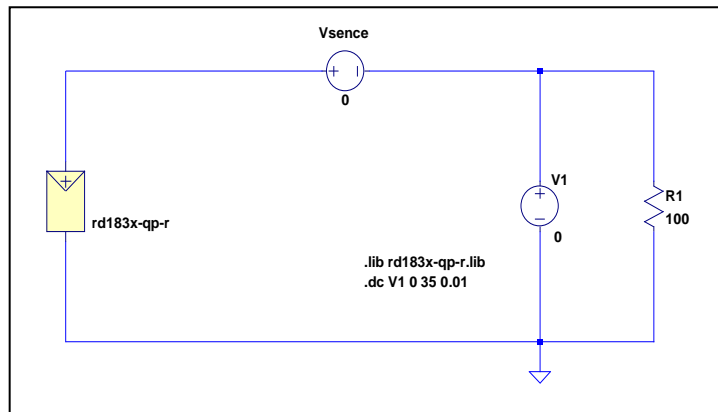 Vsence
+ -
0
+
rd183x-qp-r
V1
+
-
0
R1
100
.lib rd183x-qp-r.lib
.dc V1 0 35 0.01